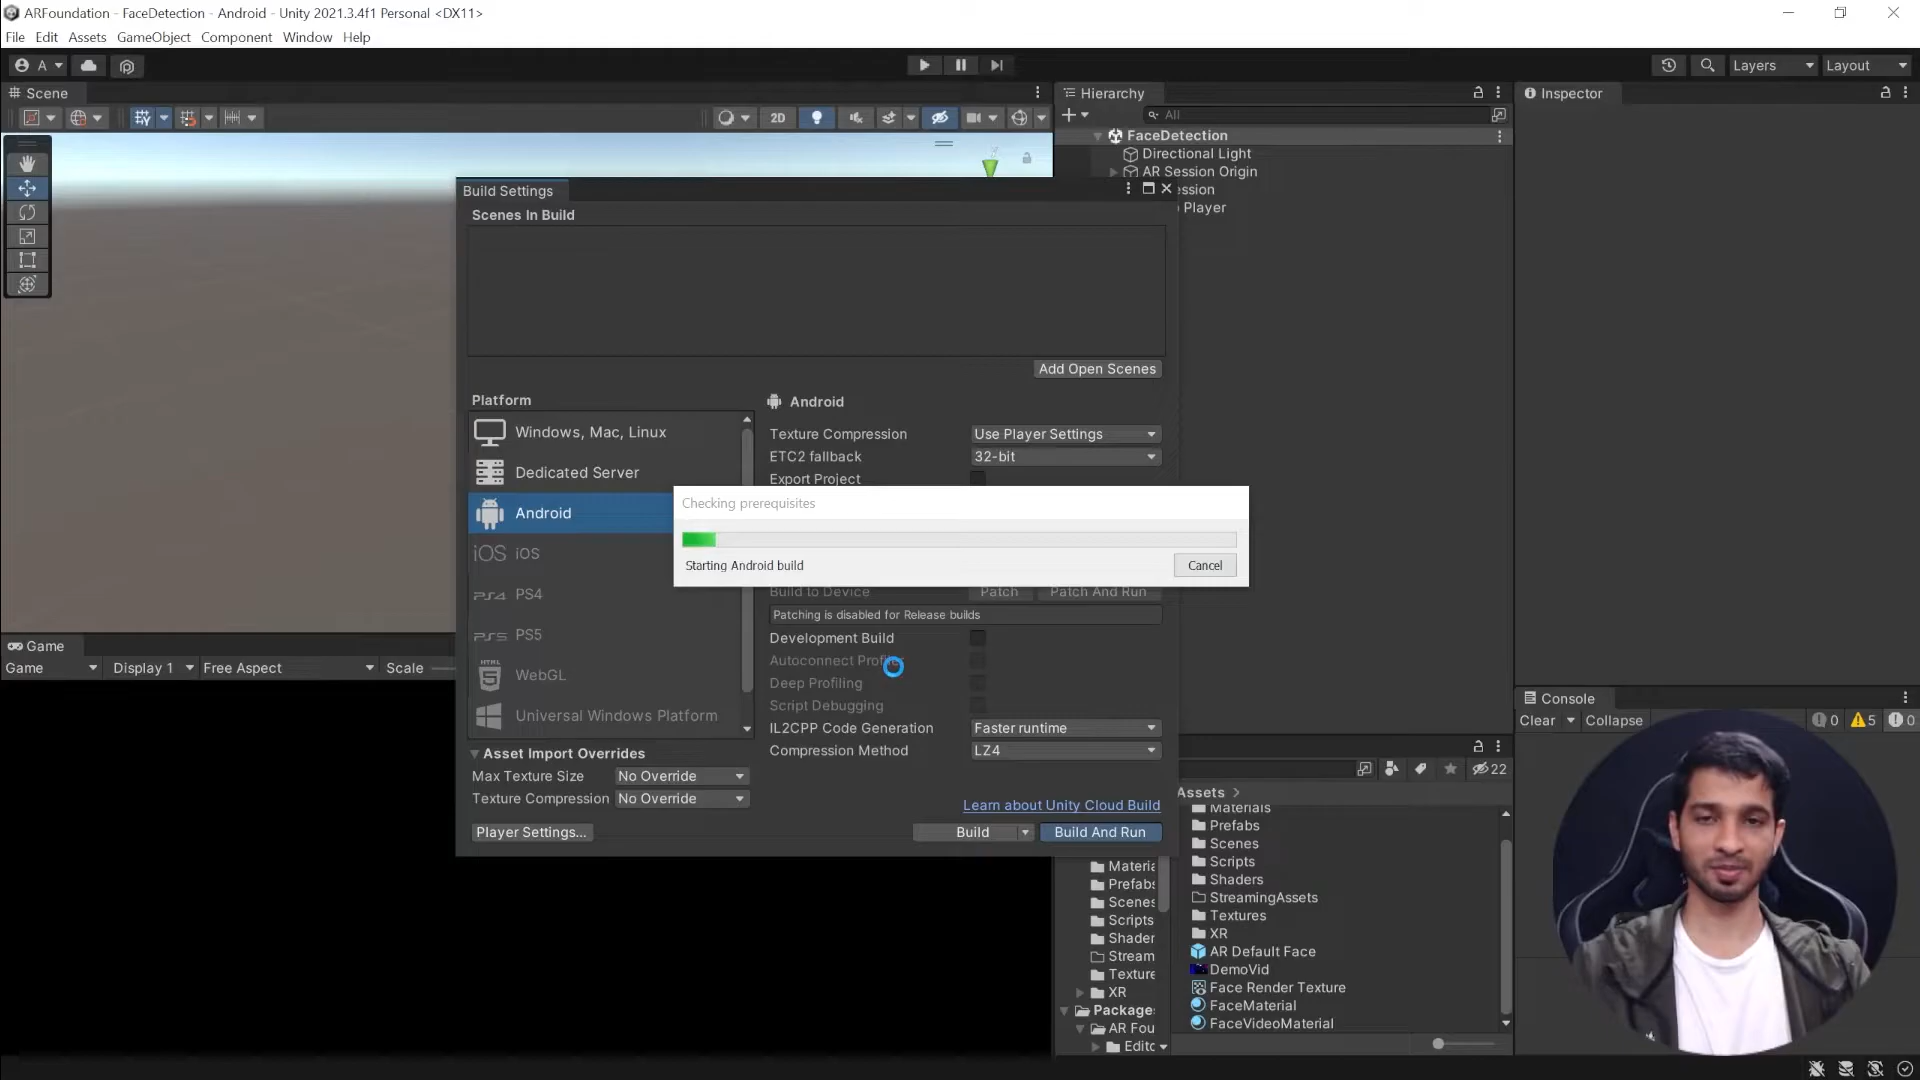 ARFoundation - FaceDetection - Android - Unity 2021.3.4f1 Personal <DX11>
File Edit Assets GameObject Component Window Help
A
Layers Layout
Scene
2D
Hierarchy
All
FaceDetection
Directional Light
AR Session Origin
ession
Player
Inspector
Build Settings
Scenes In Build
Add Open Scenes
Platform
Windows, Mac, Linux
Dedicated Server
Android
iOS iOS
PS4 PS4
PS5 PS5
HTML WebGL
Universal Windows Platform
Asset Import Overrides
Max Texture Size No Override
Texture Compression No Override
Player Settings...
Android
Texture Compression Use Player Settings
ETC2 fallback 32-bit
Export Project
Checking prerequisites
Starting Android build Cancel
Build to Device Patch Patch And Run
Patching is disabled for Release builds
Development Build
Autoconnect Profiler
Deep Profiling
Script Debugging
IL2CPP Code Generation Faster runtime
Compression Method LZ4
Learn about Unity Cloud Build
Build Build And Run
Game
Game Display 1 Free Aspect Scale
Console
Clear Collapse 0 5 0
22
Materia
Prefabs
Scenes
Scripts
Shader
Stream
Texture
XR
Package
AR Fou
Edito
Assets
Materials
Prefabs
Scenes
Scripts
Shaders
StreamingAssets
Textures
XR
AR Default Face
DemoVid
Face Render Texture
FaceMaterial
FaceVideoMaterial